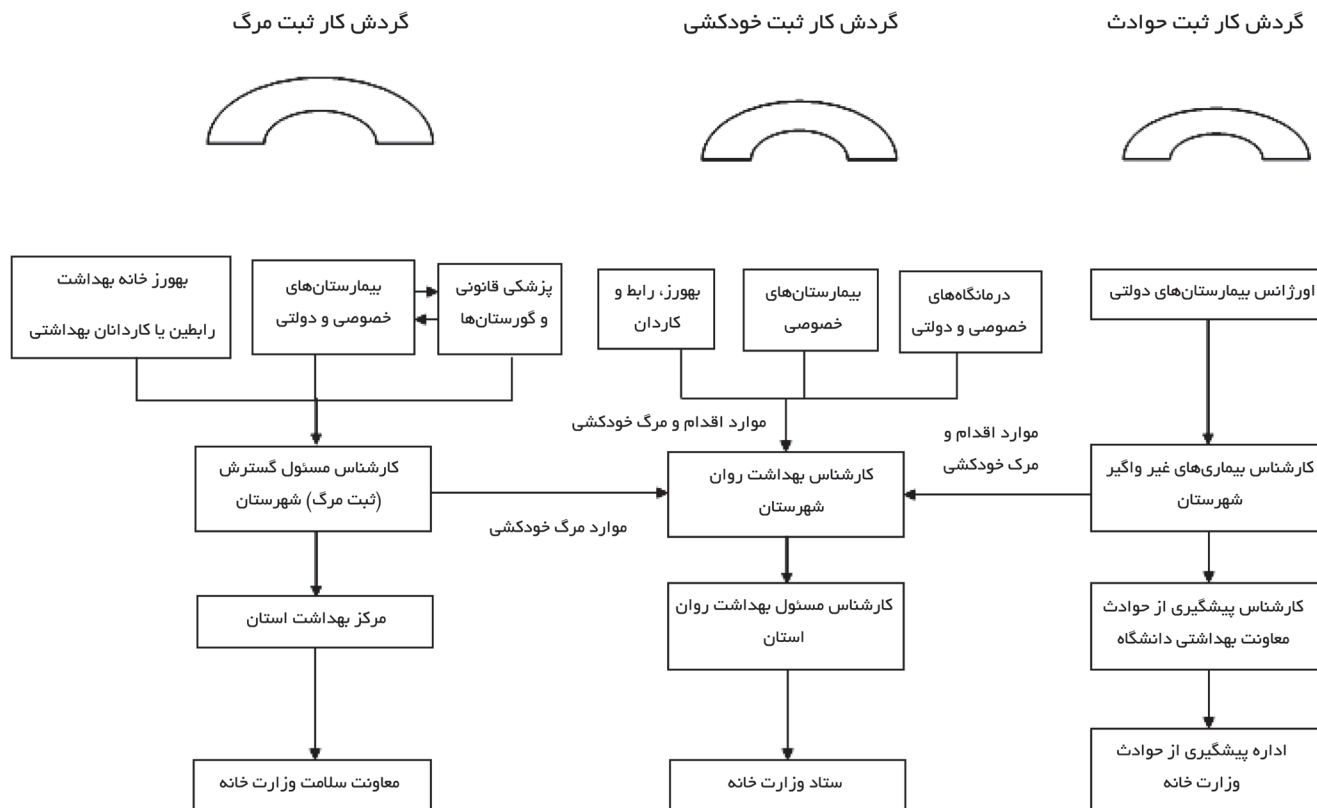 گردش کار ثبت حوادث
گردش کار ثبت خودکشی
گردش کار ثبت مرگ
اورژانس بیمارستان‌های دولتی
درمانگاه‌های
خصوصی و دولتی
بیمارستان‌های
خصوصی
بهورز، رابط و
کاردان
پزشکی قانونی
و گورستان‌ها
بیمارستان‌های
خصوصی و دولتی
بهورز خانه بهداشت
رابطین یا کاردانان بهداشتی
موارد اقدام و مرگ خودکشی
موارد اقدام و
مرک خودکشی
کارشناس بیماری‌های غیر واگیر
شهرستان
کارشناس بهداشت روان
شهرستان
کارشناس مسئول گسترش
(ثبت مرگ) شهرستان
موارد مرگ خودکشی
کارشناس پیشگیری از حوادث
معاونت بهداشتی دانشگاه
کارشناس مسئول بهداشت روان
استان
مرکز بهداشت استان
اداره پیشگیری از حوادث
وزارت خانه
ستاد وزارت خانه
معاونت سلامت وزارت خانه